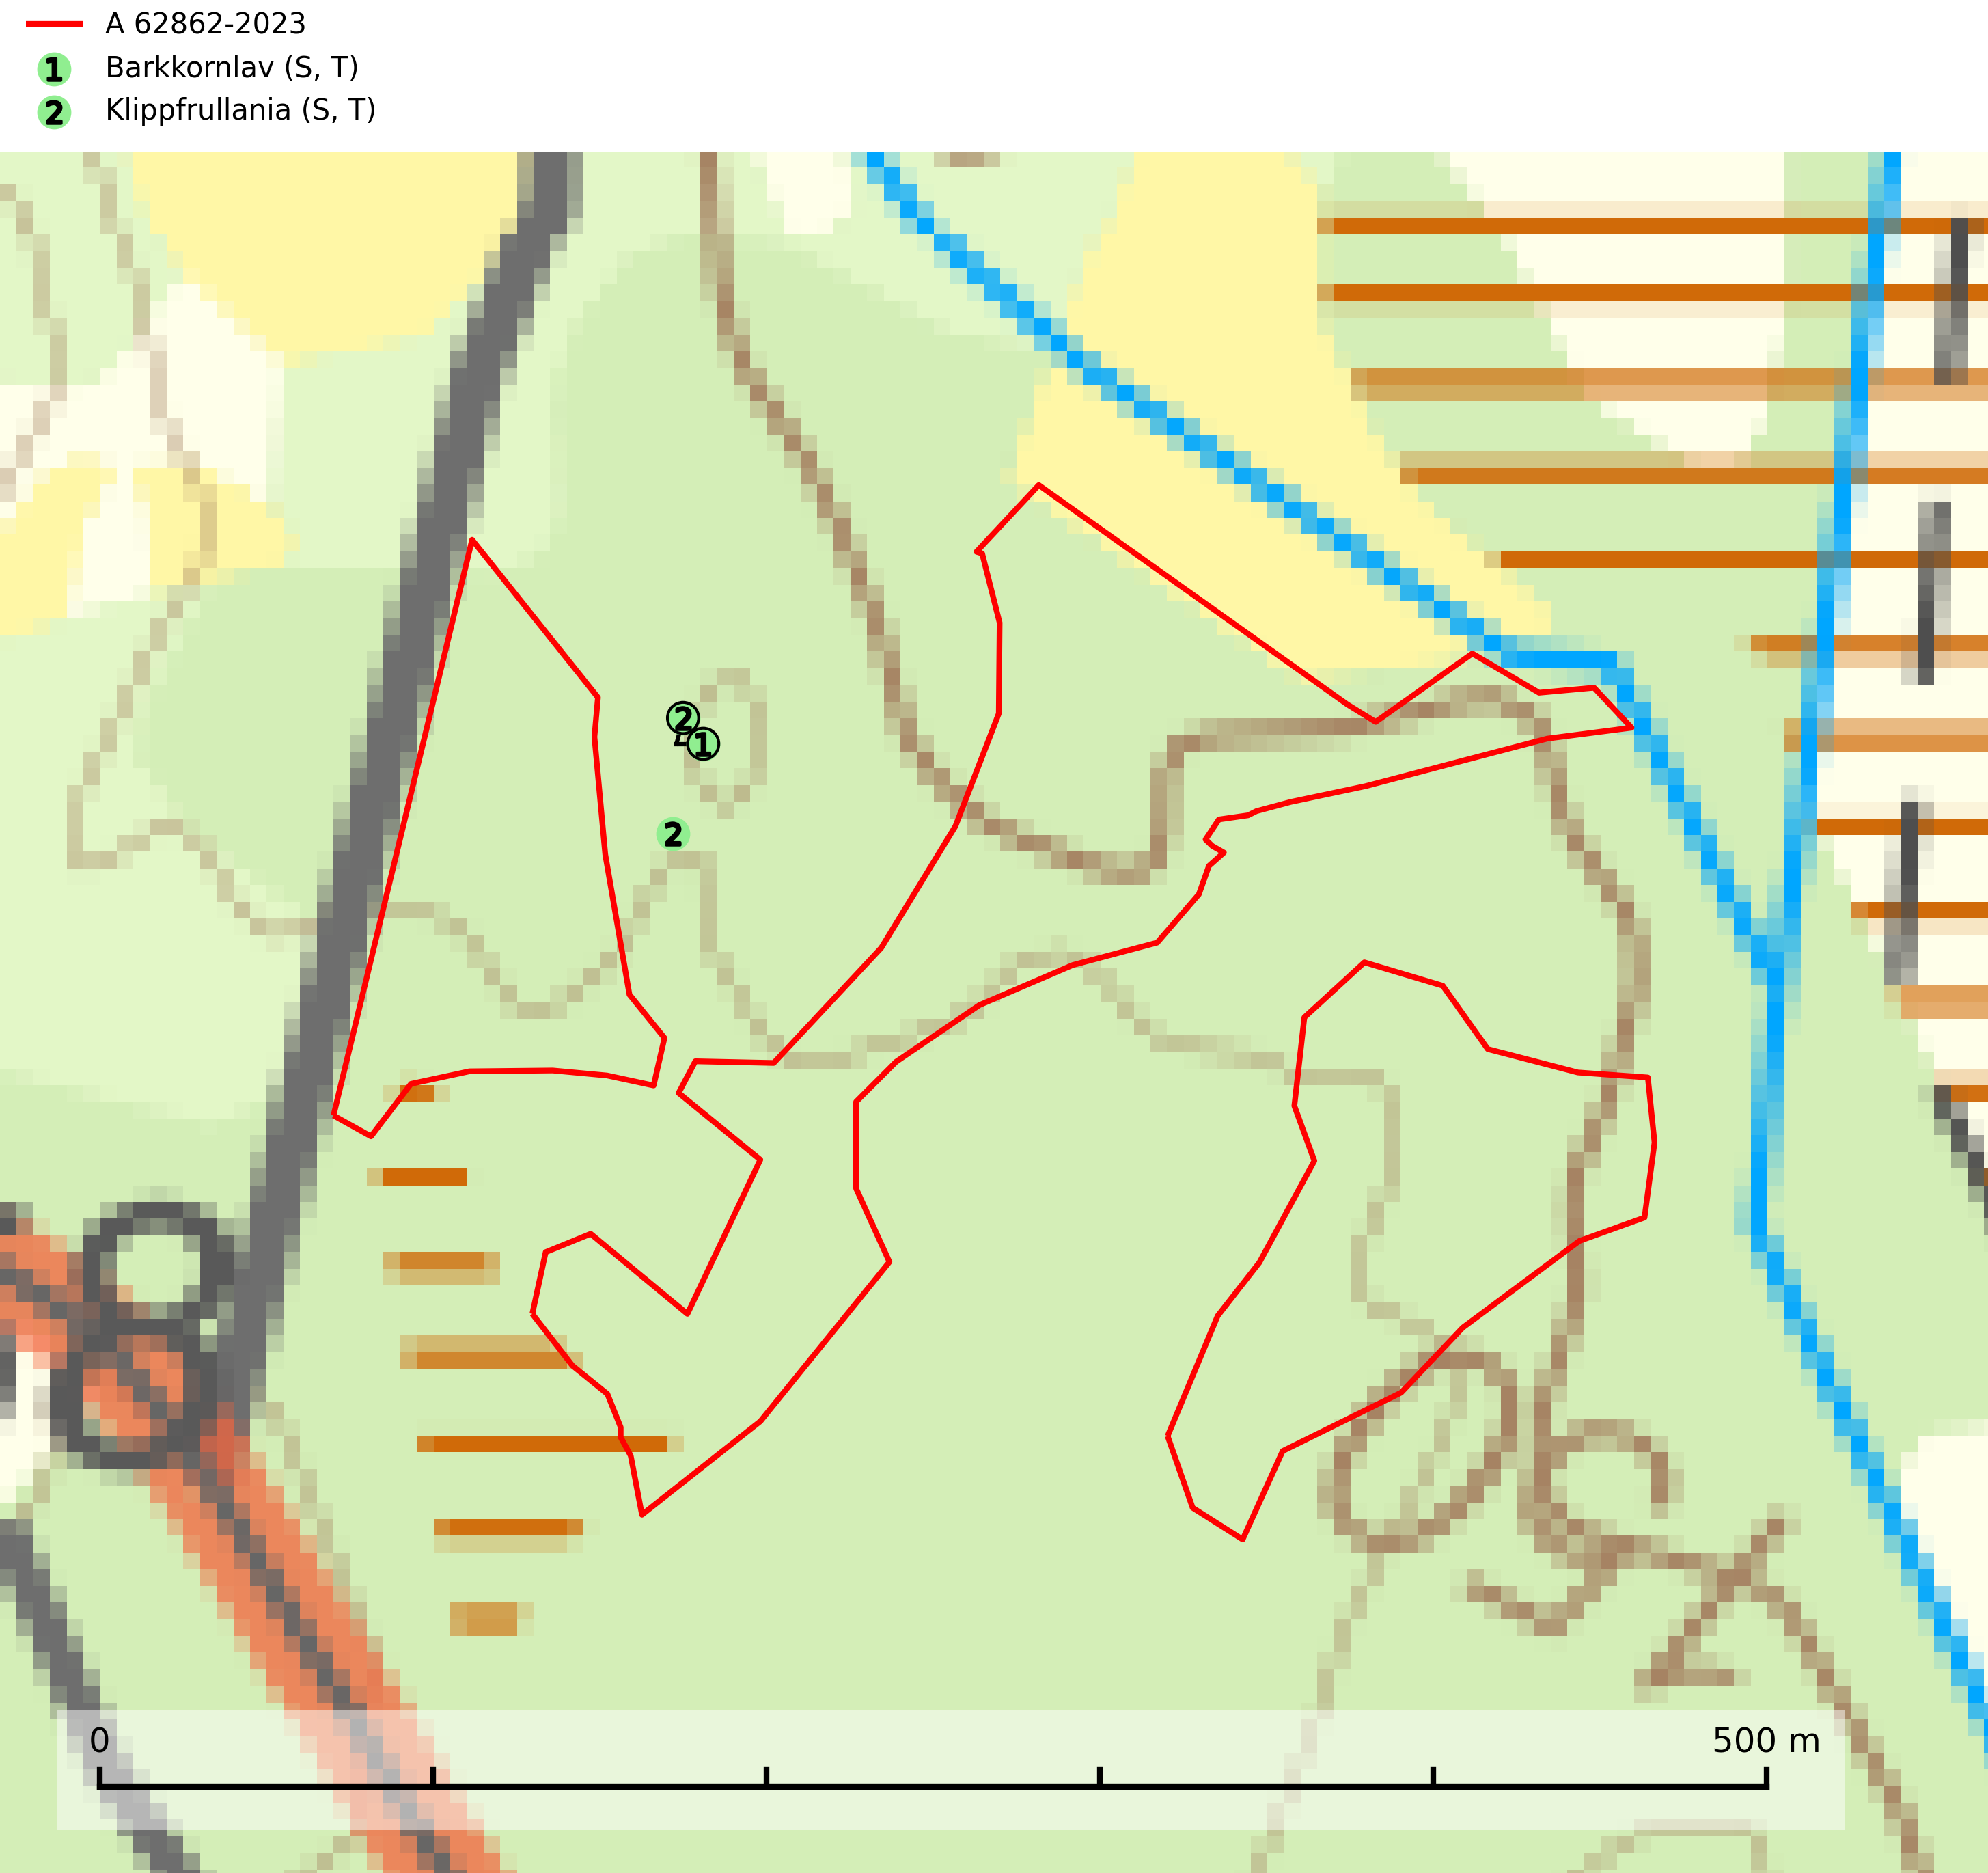 A 62862-2023
1 Barkkornlav (S, T)
2 Klippfrullania (S, T)
2
1
2
0 500 m